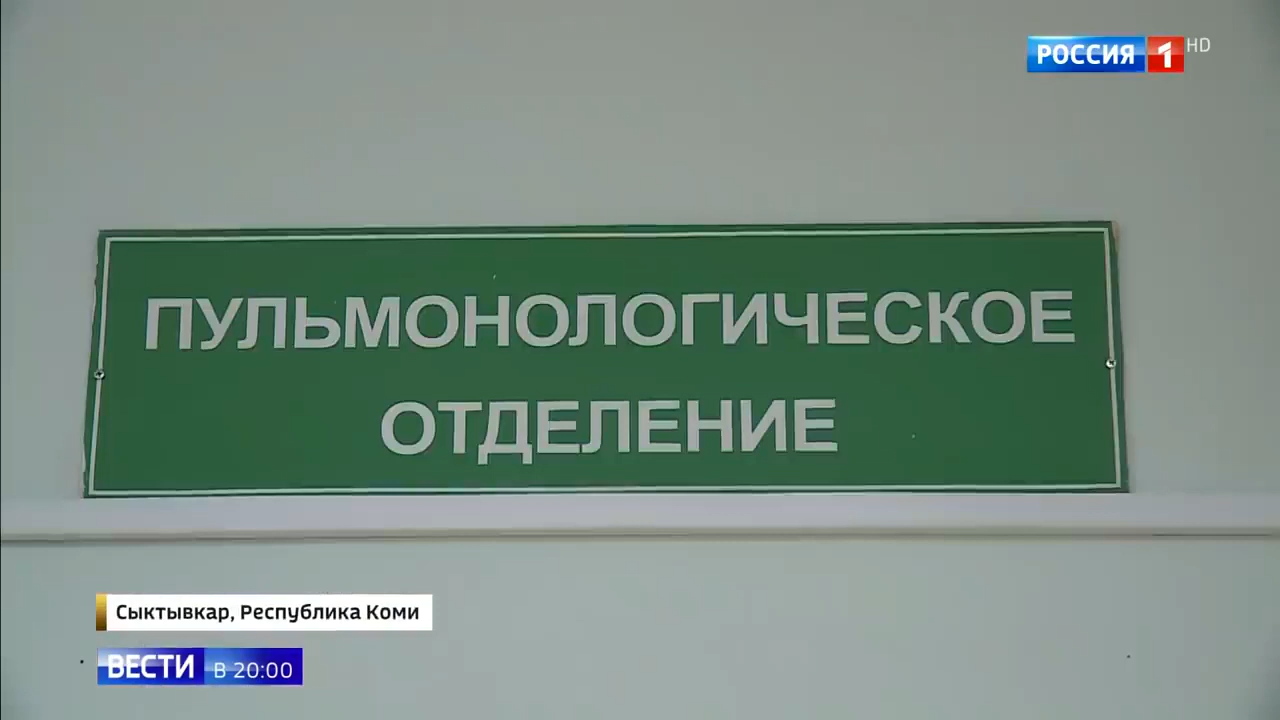 РОССИЯ 1 HD
ПУЛЬМОНОЛОГИЧЕСКОЕ
ОТДЕЛЕНИЕ
Сыктывкар, Республика Коми
ВЕСТИ В 20:00